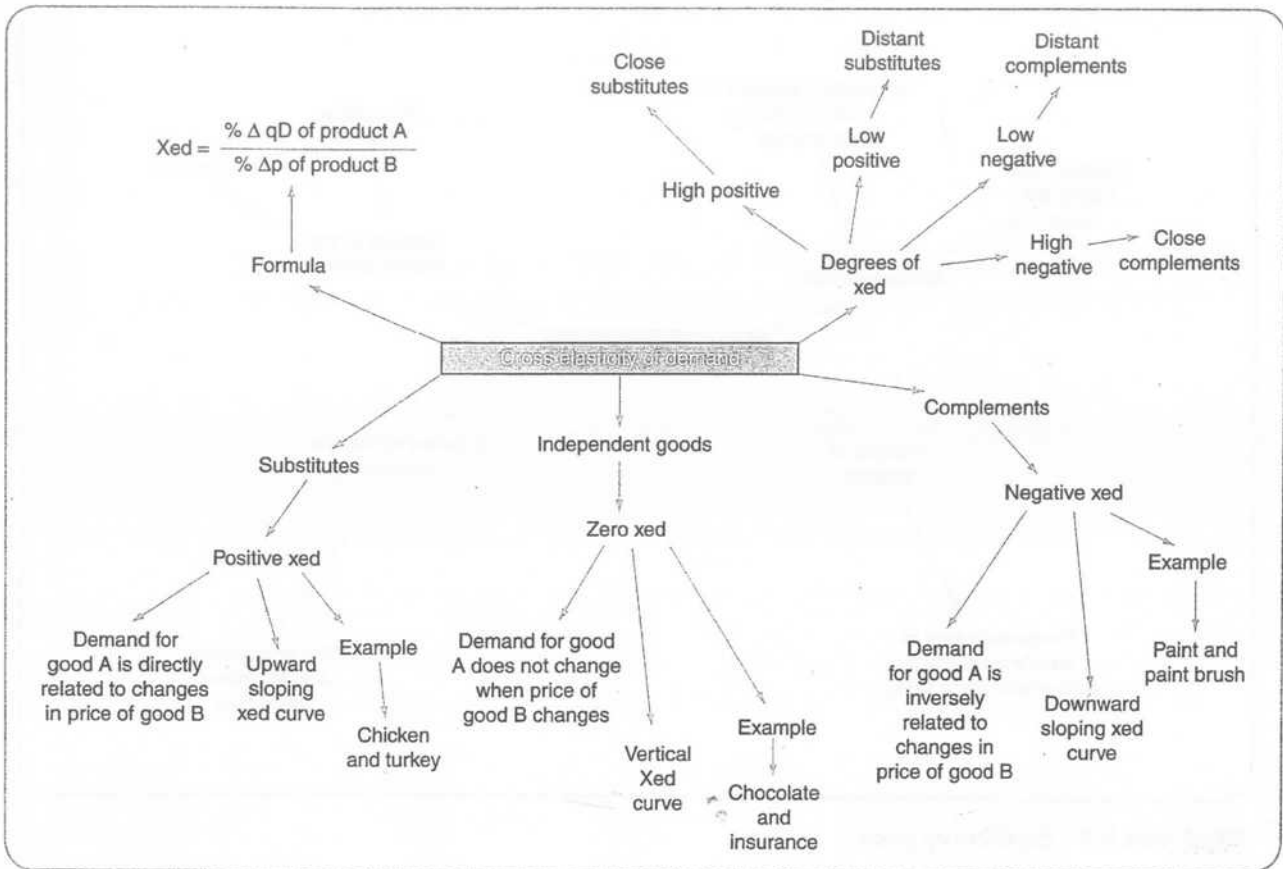 Distant
substitutes
Distant
complements
Close
substitutes
Xed = % Δ qD of product A
% Δp of product B
Low
positive
Low
negative
High positive
Formula
Degrees of
xed
High
negative
Close
complements
Cross elasticity of demand
Complements
Independent goods
Substitutes
Negative xed
Zero xed
Positive xed
Example
Demand for
good A is directly
related to changes
in price of good B
Upward
sloping
xed curve
Example
Chicken
and turkey
Demand for good
A does not change
when price of
good B changes
Vertical
Xed
curve
Example
Chocolate
and
insurance
Demand
for good A is
inversely
related to
changes in
price of good B
Downward
sloping xed
curve
Paint and
paint brush